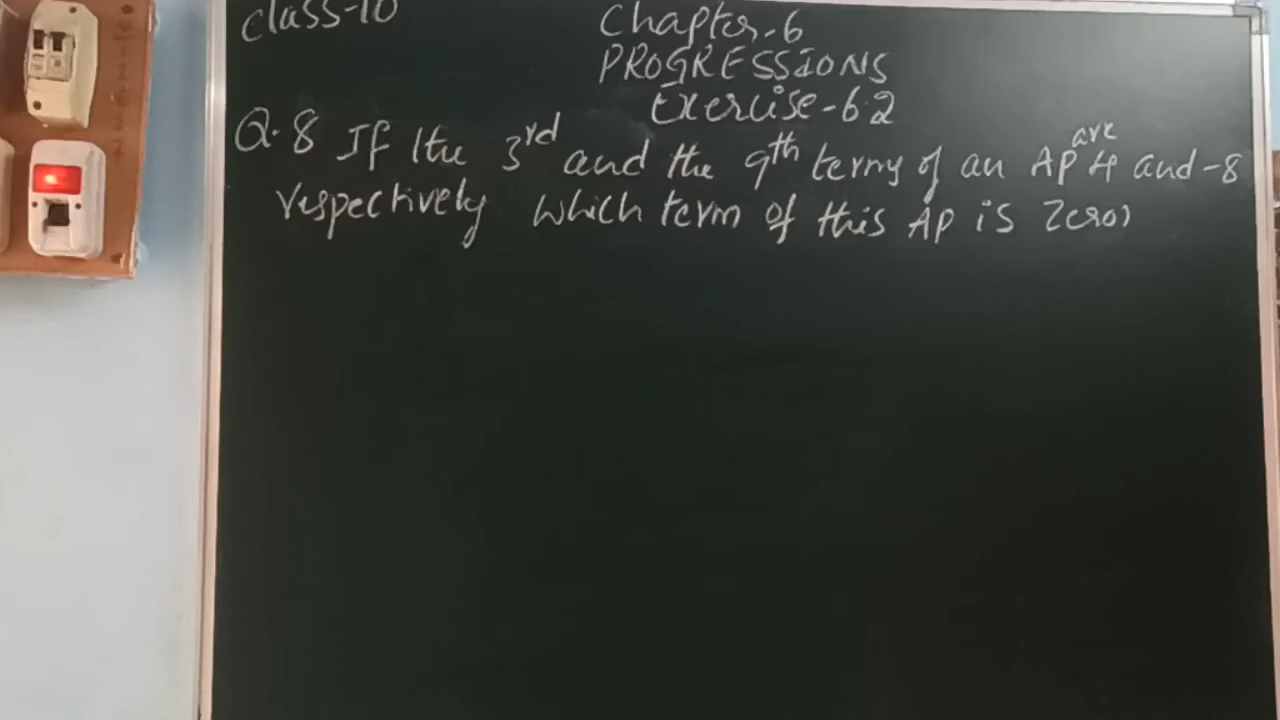 Class-10
Chapter-6
PROGRESSIONS
Exercise-6.2
Q.8 If the 3rd and the 9th terms of an AP are 4 and -8
respectively which term of this AP is Zero?